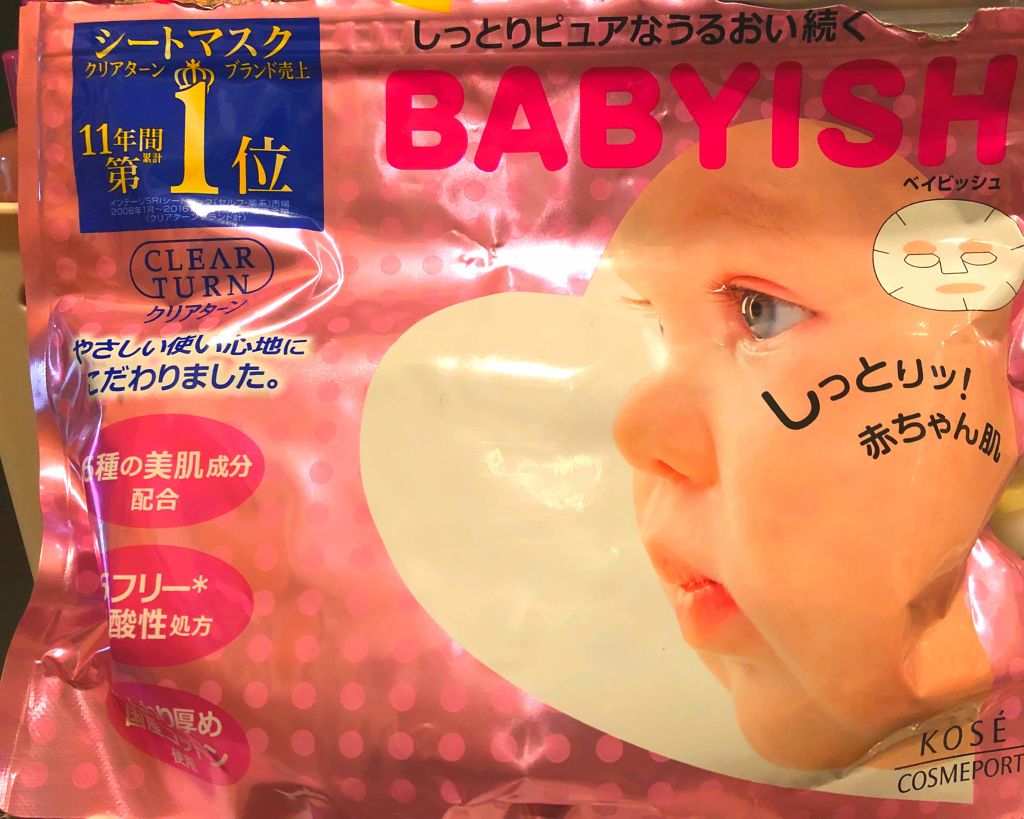 シートマスク
クリアターン ブランド売上
11年間
累計
第1位
しっとりピュアなうるおい続く
BABYISH
ベイビッシュ
CLEAR
TURN
クリアターン
やさしい使い心地に
こだわりました。
しっとりッ!
赤ちゃん肌
種の美肌成分
配合
フリー*
酸性処方
厚め
使用
KOSÉ
COSMEPORT